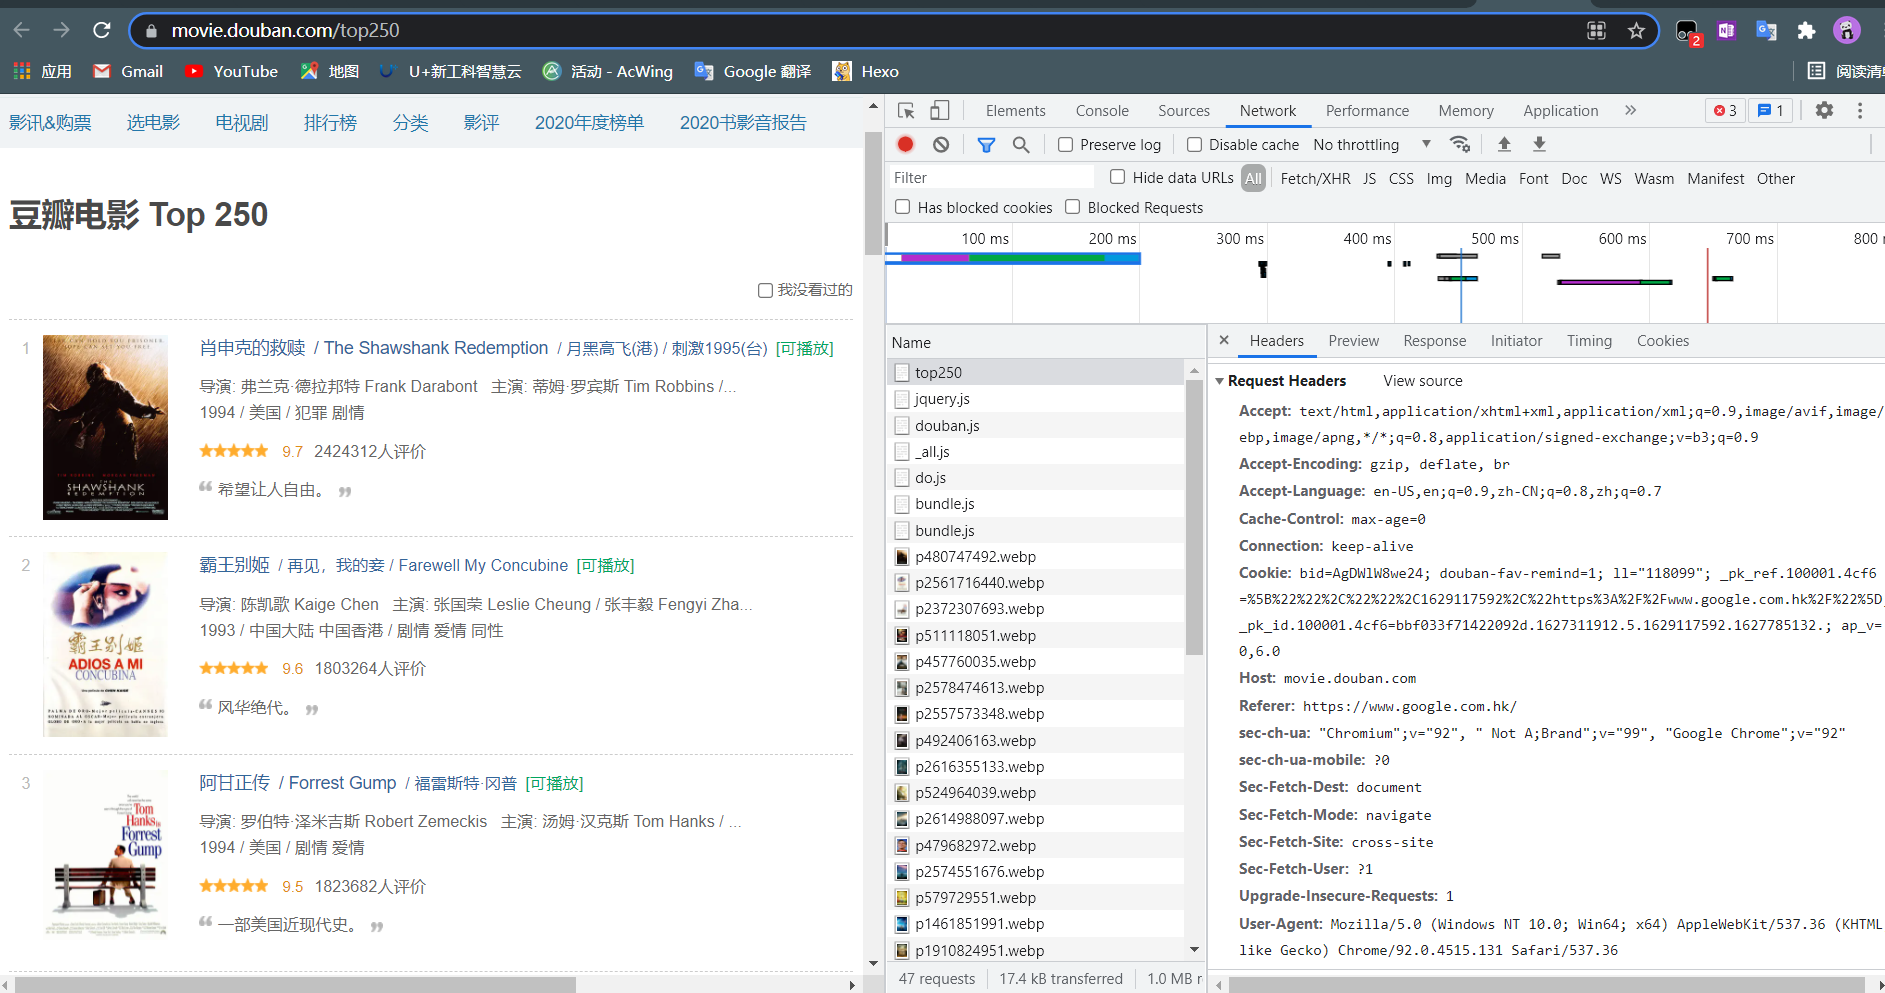 movie.douban.com/top250
2
应用 Gmail YouTube 地图 U+新工科智慧云 活动 - AcWing Google 翻译 Hexo 阅读清单
影讯&购票 选电影 电视剧 排行榜 分类 影评 2020年度榜单 2020书影音报告
豆瓣电影 Top 250
我没看过的
1 肖申克的救赎 / The Shawshank Redemption / 月黑高飞(港) / 刺激1995(台) [可播放]
导演: 弗兰克·德拉邦特 Frank Darabont 主演: 蒂姆·罗宾斯 Tim Robbins /...
1994 / 美国 / 犯罪 剧情
9.7 2424312人评价
“ 希望让人自由。 ”
THE
SHAWSHANK
REDEMPTION
2 霸王别姬 / 再见，我的妾 / Farewell My Concubine [可播放]
导演: 陈凯歌 Kaige Chen 主演: 张国荣 Leslie Cheung / 张丰毅 Fengyi Zha...
1993 / 中国大陆 中国香港 / 剧情 爱情 同性
9.6 1803264人评价
“ 风华绝代。 ”
霸王别姬
ADIOS A MI
CONCUBINA
3 阿甘正传 / Forrest Gump / 福雷斯特·冈普 [可播放]
导演: 罗伯特·泽米吉斯 Robert Zemeckis 主演: 汤姆·汉克斯 Tom Hanks / ...
1994 / 美国 / 剧情 爱情
9.5 1823682人评价
“ 一部美国近现代史。 ”
Tom
Hanks is
Forrest
Gump
Elements Console Sources Network Performance Memory Application » 3 1
Preserve log Disable cache No throttling
Filter Hide data URLs All Fetch/XHR JS CSS Img Media Font Doc WS Wasm Manifest Other
Has blocked cookies Blocked Requests
100 ms 200 ms 300 ms 400 ms 500 ms 600 ms 700 ms 800 m
Name
top250
jquery.js
douban.js
_all.js
do.js
bundle.js
bundle.js
p480747492.webp
p2561716440.webp
p2372307693.webp
p511118051.webp
p457760035.webp
p2578474613.webp
p2557573348.webp
p492406163.webp
p2616355133.webp
p524964039.webp
p2614988097.webp
p479682972.webp
p2574551676.webp
p579729551.webp
p1461851991.webp
p1910824951.webp
47 requests 17.4 kB transferred 1.0 MB r
× Headers Preview Response Initiator Timing Cookies
Request Headers View source
Accept: text/html,application/xhtml+xml,application/xml;q=0.9,image/avif,image/
ebp,image/apng,*/*;q=0.8,application/signed-exchange;v=b3;q=0.9
Accept-Encoding: gzip, deflate, br
Accept-Language: en-US,en;q=0.9,zh-CN;q=0.8,zh;q=0.7
Cache-Control: max-age=0
Connection: keep-alive
Cookie: bid=AgDWlW8we24; douban-fav-remind=1; ll="118099"; _pk_ref.100001.4cf6
=%5B%22%22%2C%22%22%2C1629117592%2C%22https%3A%2F%2Fwww.google.com.hk%2F%22%5D
_pk_id.100001.4cf6=bbf033f71422092d.1627311912.5.1629117592.1627785132.; ap_v=
0,6.0
Host: movie.douban.com
Referer: https://www.google.com.hk/
sec-ch-ua: "Chromium";v="92", " Not A;Brand";v="99", "Google Chrome";v="92"
sec-ch-ua-mobile: ?0
Sec-Fetch-Dest: document
Sec-Fetch-Mode: navigate
Sec-Fetch-Site: cross-site
Sec-Fetch-User: ?1
Upgrade-Insecure-Requests: 1
User-Agent: Mozilla/5.0 (Windows NT 10.0; Win64; x64) AppleWebKit/537.36 (KHTML
like Gecko) Chrome/92.0.4515.131 Safari/537.36